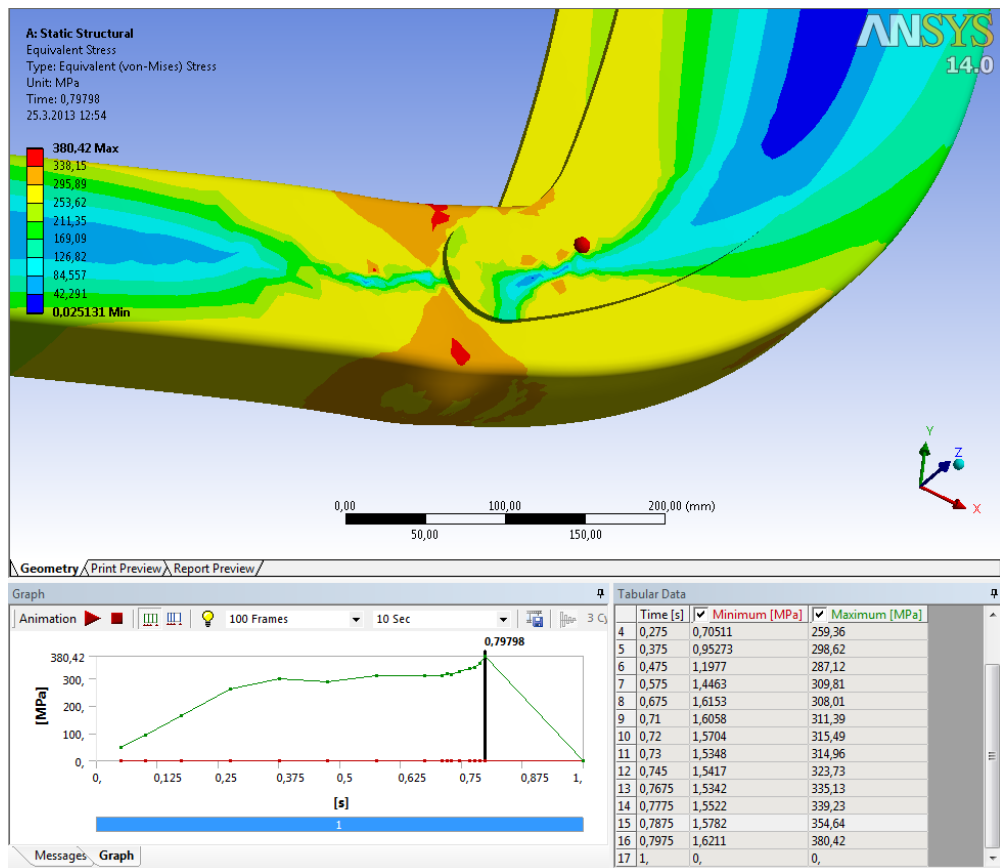 ANSYS
14.0
A: Static Structural
Equivalent Stress
Type: Equivalent (von-Mises) Stress
Unit: MPa
Time: 0,79798
25.3.2013 12:54
380,42 Max
338,15
295,89
253,62
211,35
169,09
126,82
84,557
42,291
0,025131 Min
Y
Z
X
0,00 100,00 200,00 (mm)
50,00 150,00
Geometry Print Preview Report Preview
Graph
Animation 100 Frames 10 Sec 3 Cy
0,79798
380,42
300,
200,
100,
0,
[MPa]
0, 0,125 0,25 0,375 0,5 0,625 0,75 0,875 1,
[s]
1
Messages Graph
Tabular Data
Time [s] Minimum [MPa] Maximum [MPa]
4 0,275 0,70511 259,36
5 0,375 0,95273 298,62
6 0,475 1,1977 287,12
7 0,575 1,4463 309,81
8 0,675 1,6153 308,01
9 0,71 1,6058 311,39
10 0,72 1,5704 315,49
11 0,73 1,5348 314,96
12 0,745 1,5417 323,73
13 0,7675 1,5342 335,13
14 0,7775 1,5522 339,23
15 0,7875 1,5782 354,64
16 0,7975 1,6211 380,42
17 1, 0, 0,